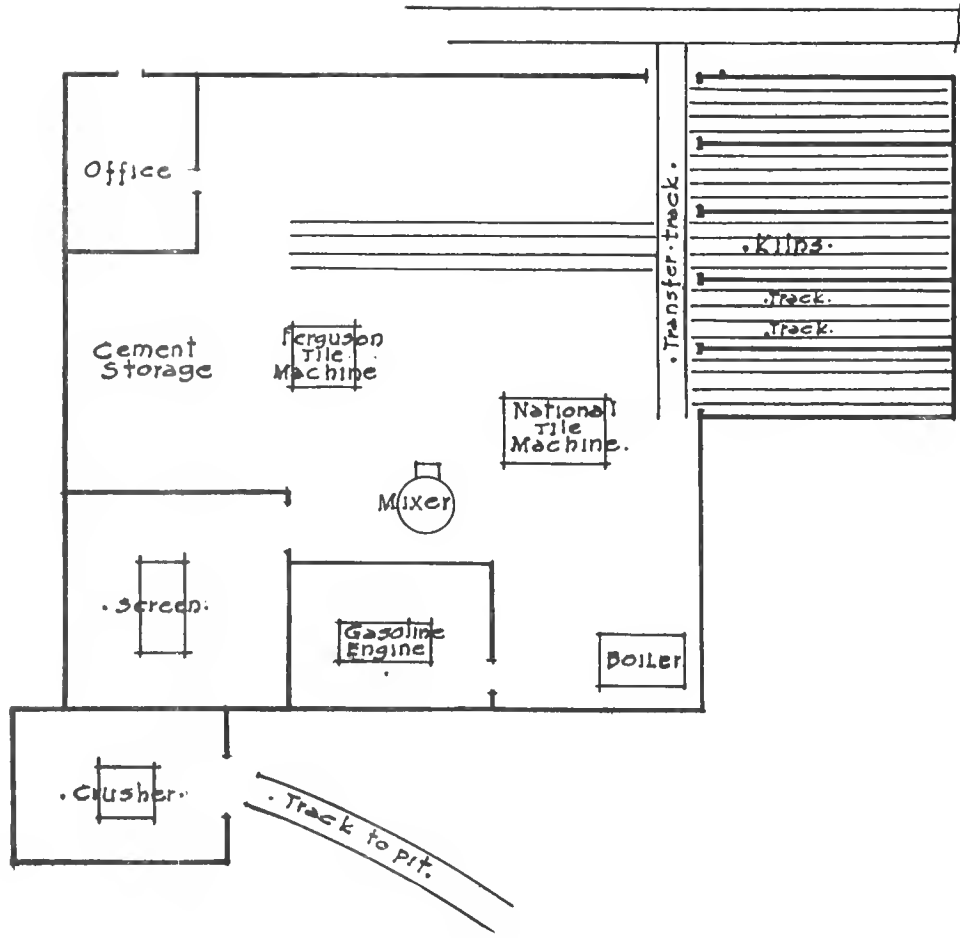 Office
Transfer track.
Kilns
Track.
Track.
Ferguson
Tile
Machine
Cement
Storage
National
Tile
Machine.
Mixer
Screen
Gasoline
Engine
Boiler
Crusher
Track to pit.